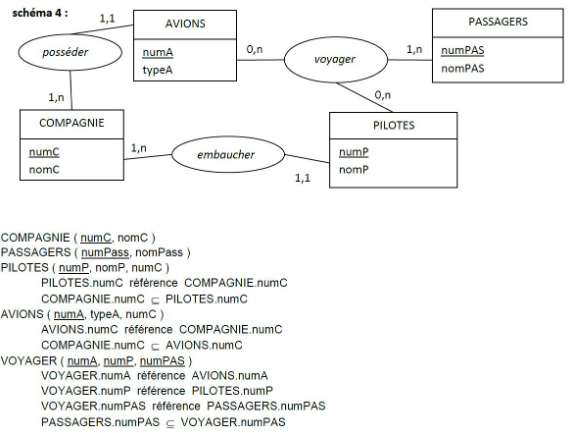 schéma 4 :
1,1
AVIONS
PASSAGERS
posséder
numA
typeA
0,n
voyager
1,n
numPAS
nomPAS
1,n
0,n
COMPAGNIE
PILOTES
numC
nomC
1,n
embaucher
1,1
numP
nomP
COMPAGNIE ( numC, nomC )
PASSAGERS ( numPass, nomPass )
PILOTES ( numP, nomP, numC )
PILOTES.numC référence COMPAGNIE.numC
COMPAGNIE.numC ⊆ PILOTES.numC
AVIONS ( numA, typeA, numC )
AVIONS.numC référence COMPAGNIE.numC
COMPAGNIE.numC ⊆ AVIONS.numC
VOYAGER ( numA, numP, numPAS )
VOYAGER.numA référence AVIONS.numA
VOYAGER.numP référence PILOTES.numP
VOYAGER.numPAS référence PASSAGERS.numPAS
PASSAGERS.numPAS ⊆ VOYAGER.numPAS